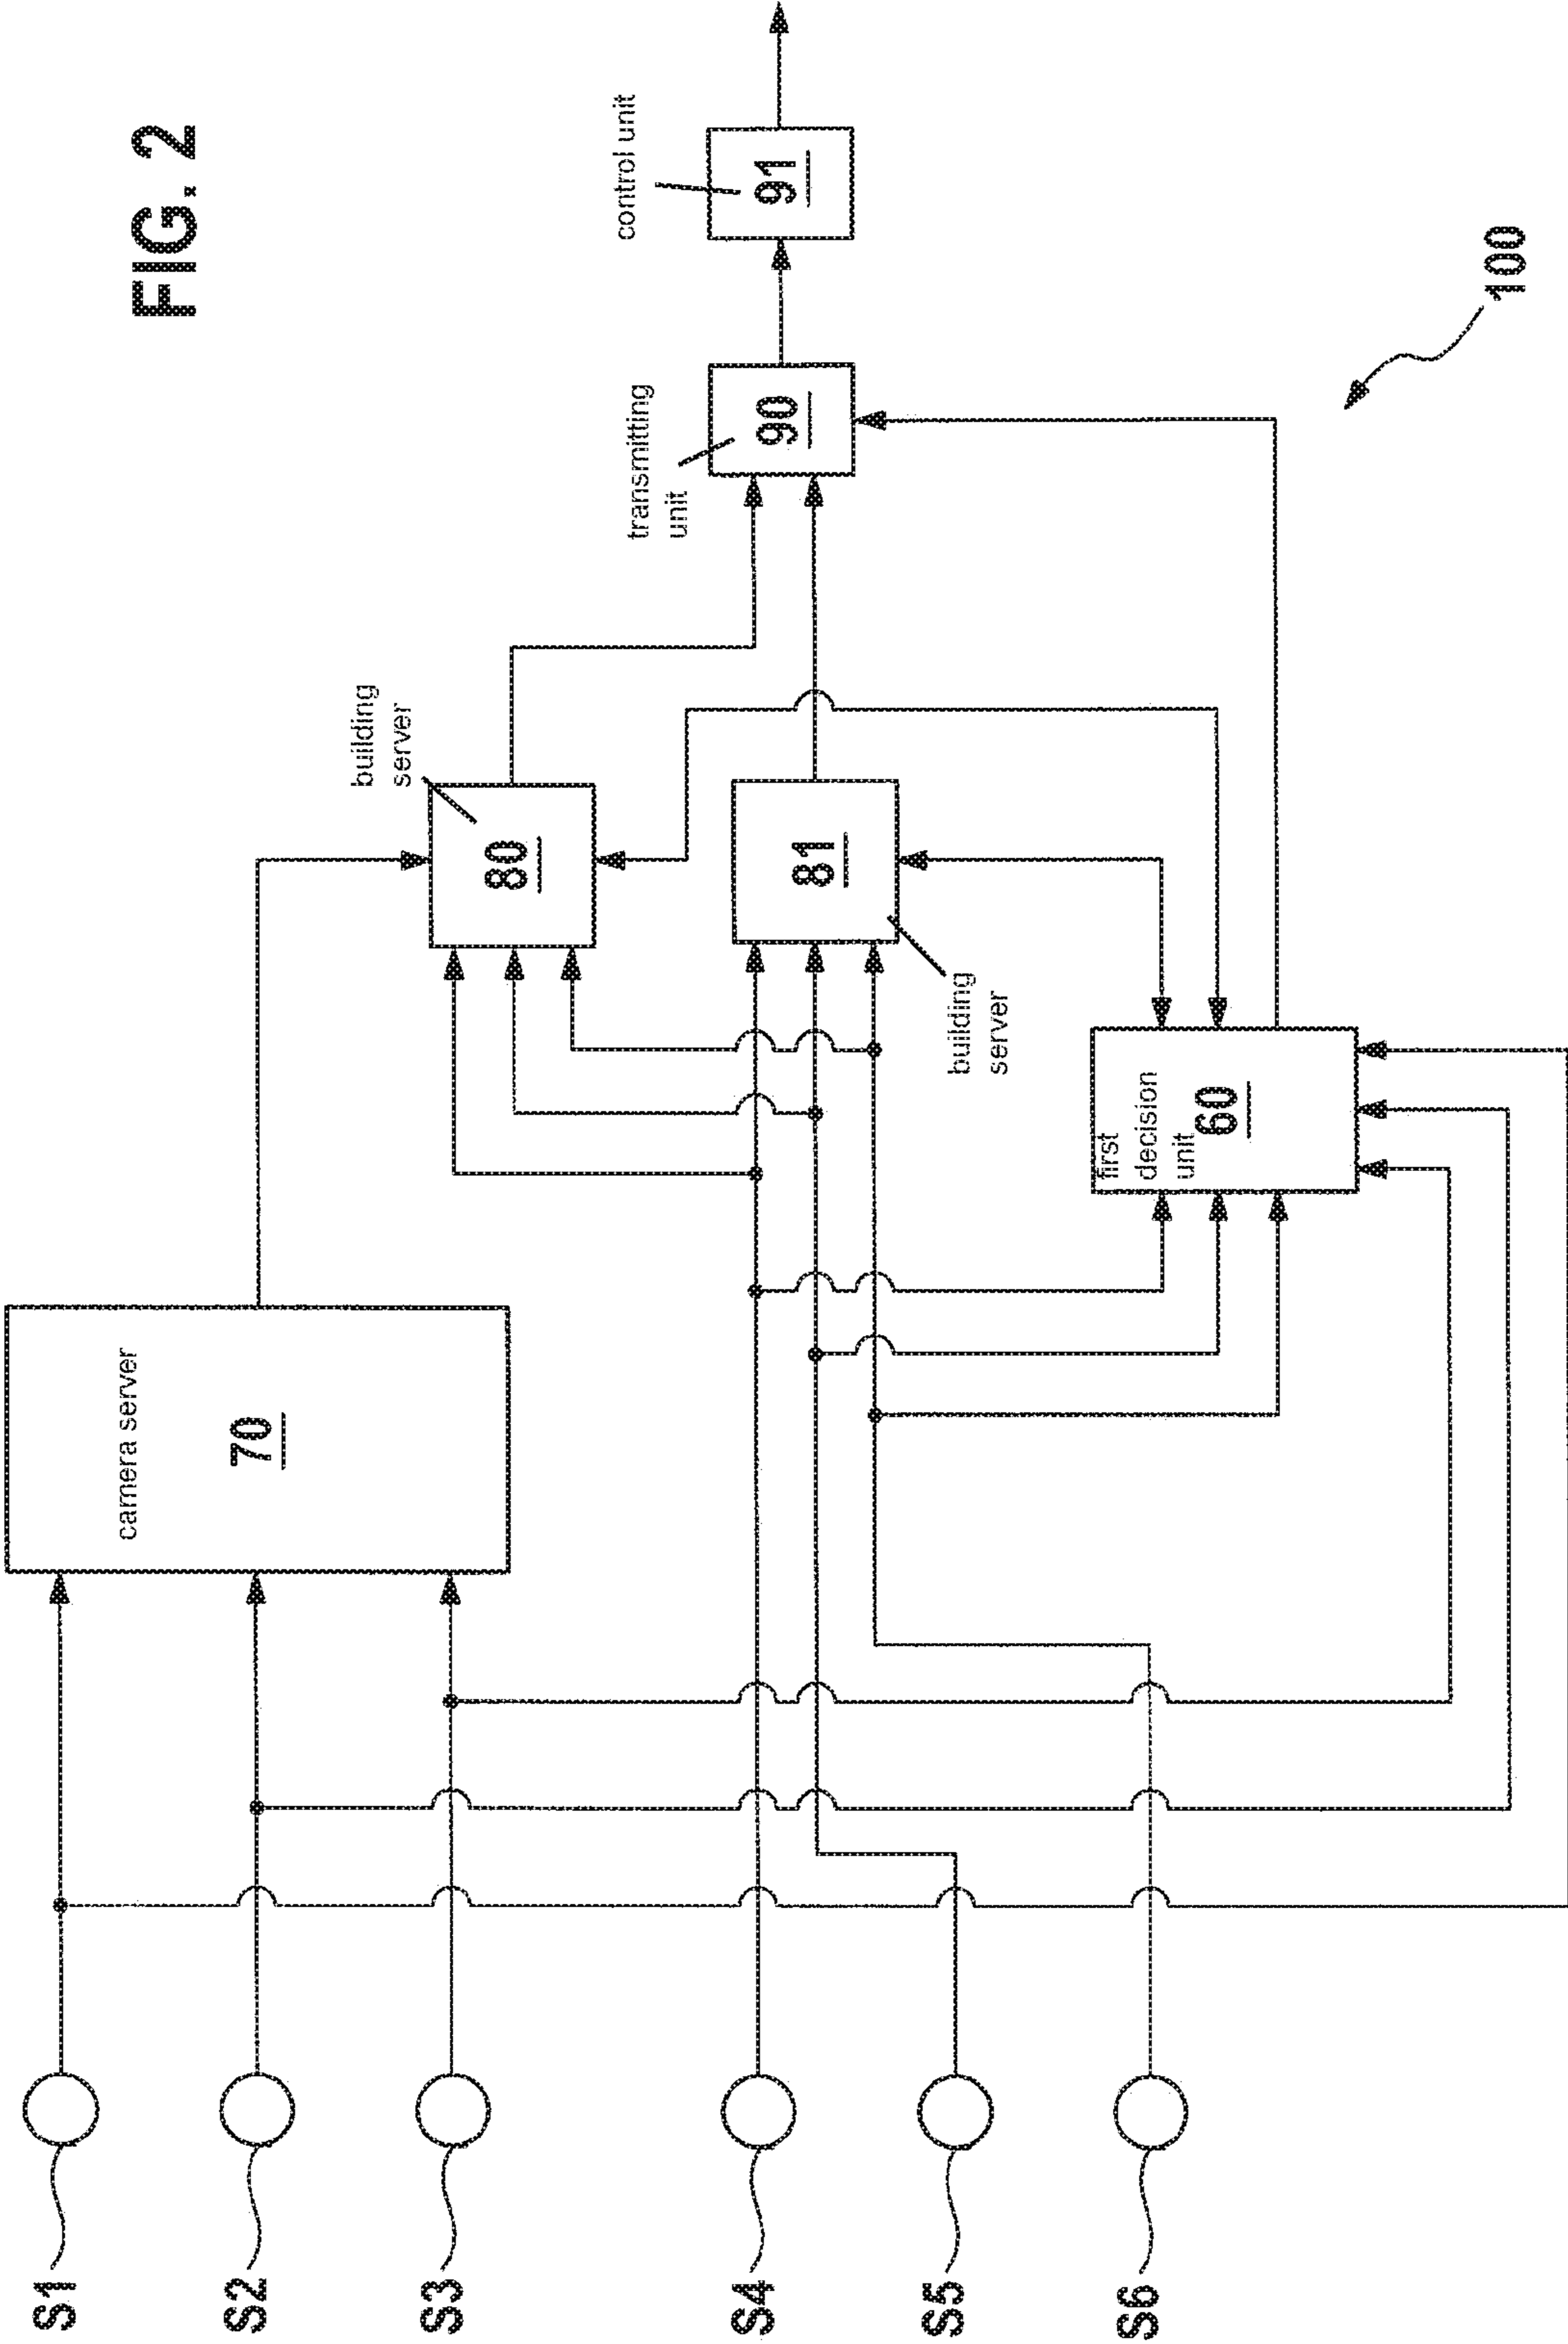 FIG. 2
S1
S2
S3
S4
S5
S6
camera server
70
building
server
80
81
building
server
first
decision
unit
60
transmitting
unit
90
control unit
91
100